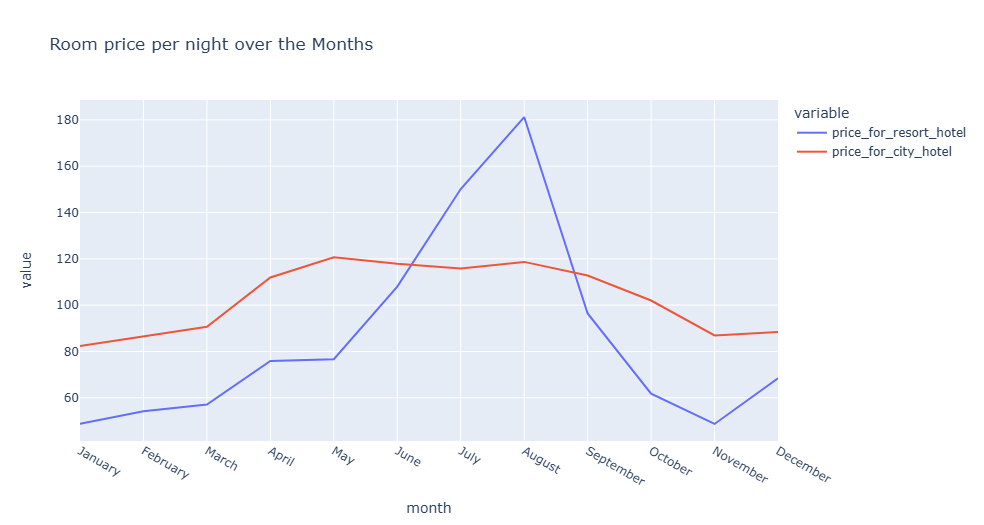 Room price per night over the Months
variable
price_for_resort_hotel
price_for_city_hotel
value
180
160
140
120
100
80
60
January
February
March
April
May
June
July
August
September
October
November
December
month